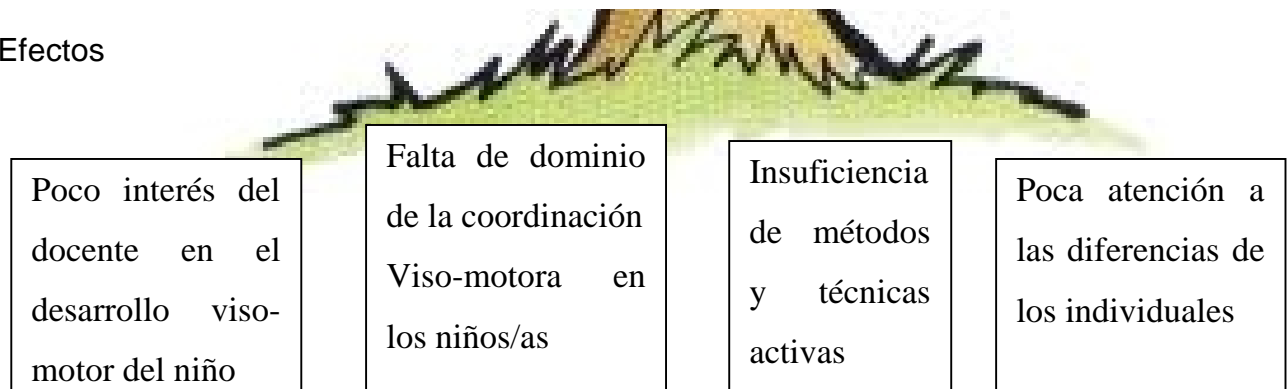 Efectos
Poco interés del
docente en el
desarrollo viso-
motor del niño
Falta de dominio
de la coordinación
Viso-motora en
los niños/as
Insuficiencia
de métodos
y técnicas
activas
Poca atención a
las diferencias de
los individuales